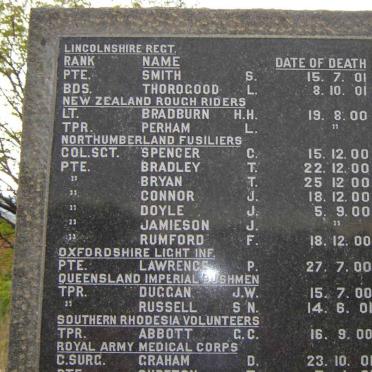 LINCOLNSHIRE REGT.
RANK NAME DATE OF DEATH
PTE. SMITH S. 15. 7. 01
BDS. THOROGOOD L. 8. 10. 01
NEW ZEALAND ROUGH RIDERS
LT. BRADBURN H.H. 19. 8. 00
TPR. PERHAM L. "
NORTHUMBERLAND FUSILIERS
COL.SGT. SPENCER C. 15. 12. 00
PTE. BRADLEY T. 22. 12. 00
" BRYAN T. 25 12 00
" CONNOR J. 18. 12. 00
" DOYLE J. 5. 9. 00
" JAMIESON J. "
" RUMFORD F. 18. 12. 00
OXFORDSHIRE LIGHT INF.
PTE. LAWRENCE P. 27. 7. 00
QUEENSLAND IMPERIAL BUSHMEN
TPR. DUGGAN J.W. 15. 7. 00
" RUSSELL S N. 14. 6. 01
SOUTHERN RHODESIA VOLUNTEERS
TPR. ABBOTT C.C. 16. 9. 00
ROYAL ARMY MEDICAL CORPS
C.SURG. GRAHAM D. 23. 10. 01
PTE.